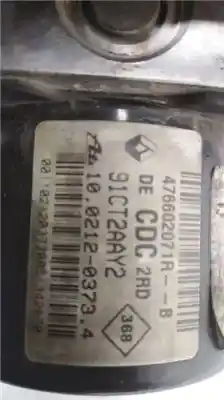 476602071R--B
DE CDC 2RD
91CT2AAY2
10.0212-0373.4
368